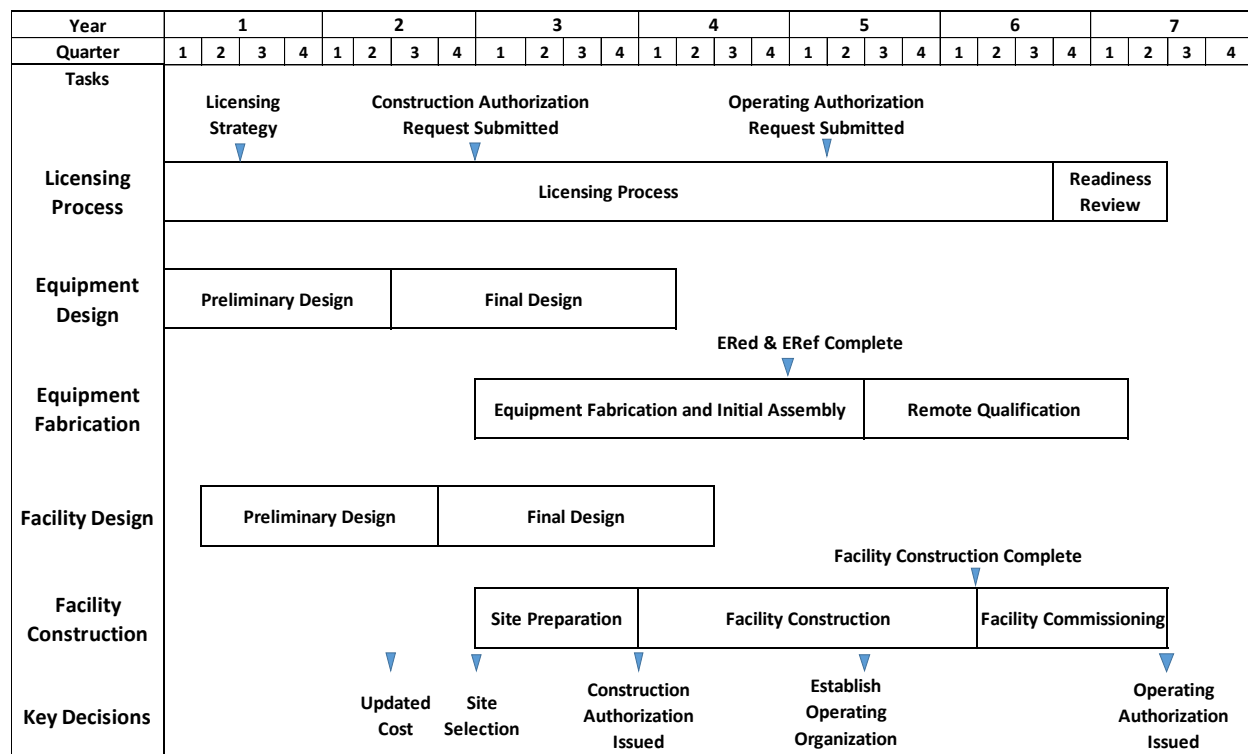 Year 1 2 3 4 5 6 7
Quarter 1 2 3 4 1 2 3 4 1 2 3 4 1 2 3 4 1 2 3 4 1 2 3 4 1 2 3 4
Tasks
Licensing
Strategy
Construction Authorization
Request Submitted
Operating Authorization
Request Submitted
Licensing
Process
Licensing Process
Readiness
Review
Equipment
Design
Preliminary Design
Final Design
ERed & ERef Complete
Equipment
Fabrication
Equipment Fabrication and Initial Assembly
Remote Qualification
Facility Design
Preliminary Design
Final Design
Facility Construction Complete
Facility
Construction
Site Preparation
Facility Construction
Facility Commissioning
Key Decisions
Updated
Cost
Site
Selection
Construction
Authorization
Issued
Establish
Operating
Organization
Operating
Authorization
Issued